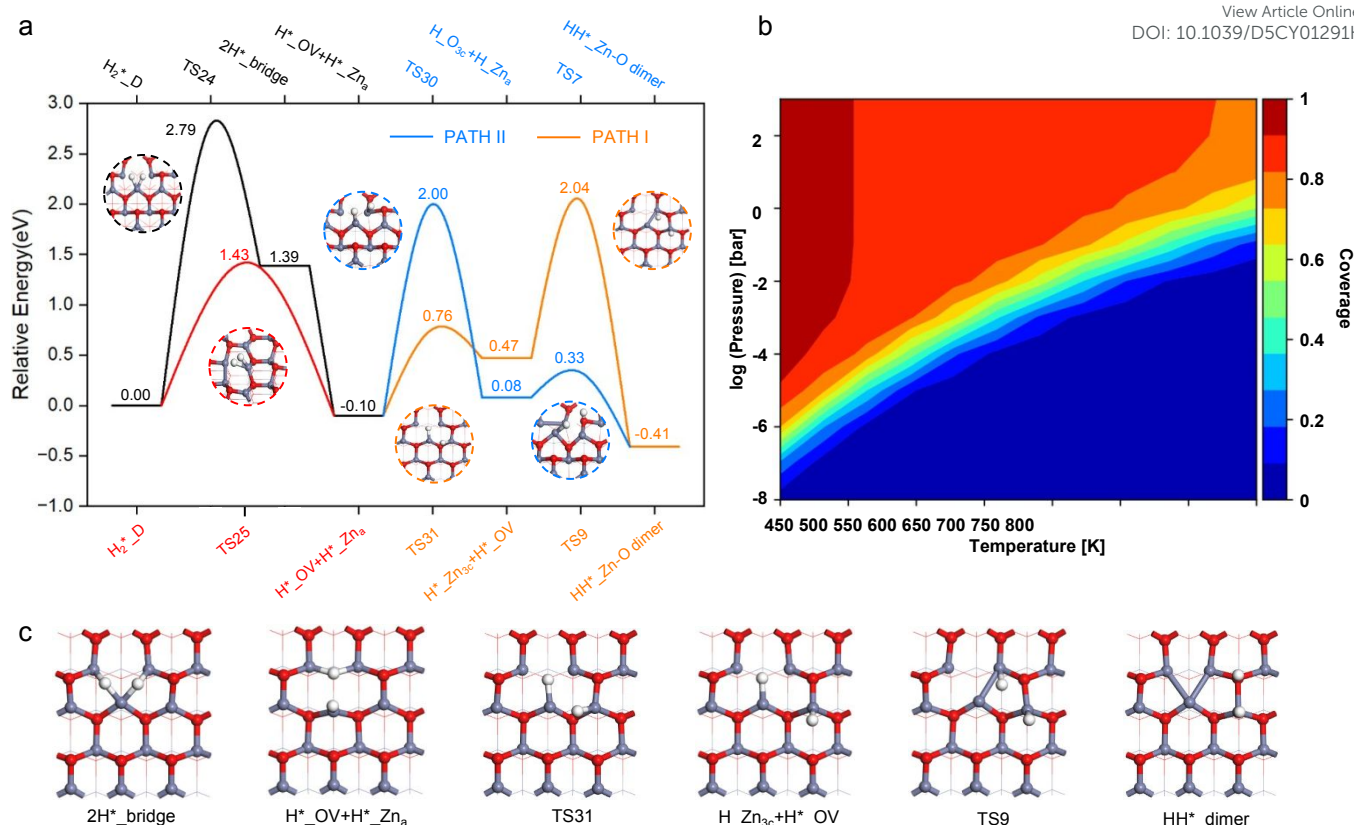 View Article Online
DOI: 10.1039/D5CY01291H
a
H₂*_D
TS24
2H*_bridge
H*_OV+H*_Znₐ
TS30
H_O₃c+H_Znₐ
TS7
HH*_Zn-O dimer
3.0
2.5
2.0
1.5
1.0
0.5
0.0
−0.5
−1.0
Relative Energy(eV)
PATH II
PATH I
2.79
2.00
2.04
1.43
1.39
0.76
0.47
0.33
0.08
0.00
-0.10
-0.41
H₂*_D
TS25
H*_OV+H*_Znₐ
TS31
H*_Zn₃c+H*_OV
TS9
HH*_Zn-O dimer
b
log (Pressure) [bar]
2
0
-2
-4
-6
-8
450 500 550 600 650 750 800
Temperature [K]
1
0.8
0.6
0.4
0.2
0
Coverage
c
2H*_bridge
H*_OV+H*_Znₐ
TS31
H_Zn₃c+H*_OV
TS9
HH*_dimer